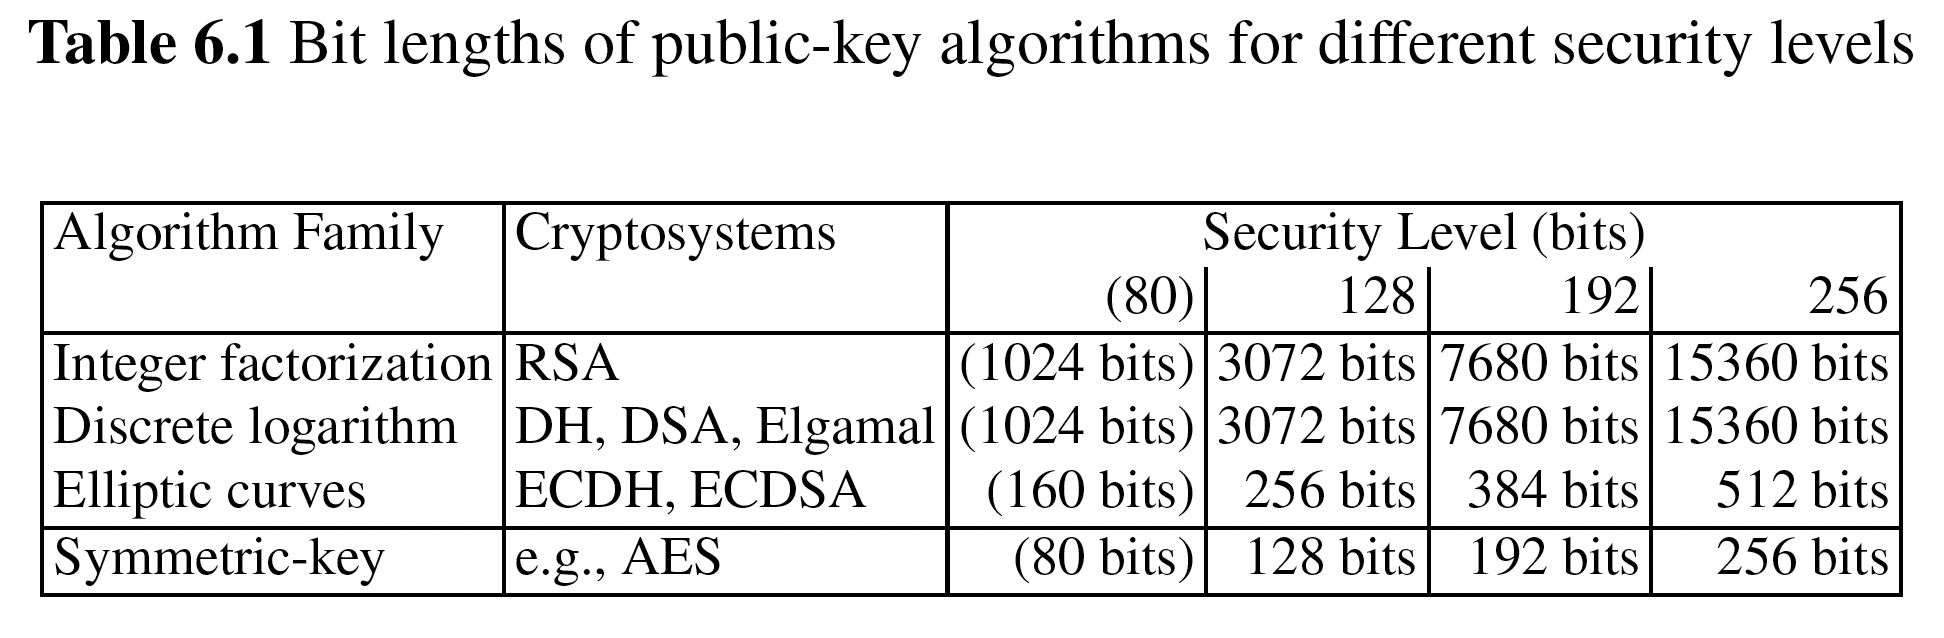 Table 6.1 Bit lengths of public-key algorithms for different security levels
Algorithm Family Cryptosystems Security Level (bits)
(80) 128 192 256
Integer factorization RSA (1024 bits) 3072 bits 7680 bits 15360 bits
Discrete logarithm DH, DSA, Elgamal (1024 bits) 3072 bits 7680 bits 15360 bits
Elliptic curves ECDH, ECDSA (160 bits) 256 bits 384 bits 512 bits
Symmetric-key e.g., AES (80 bits) 128 bits 192 bits 256 bits